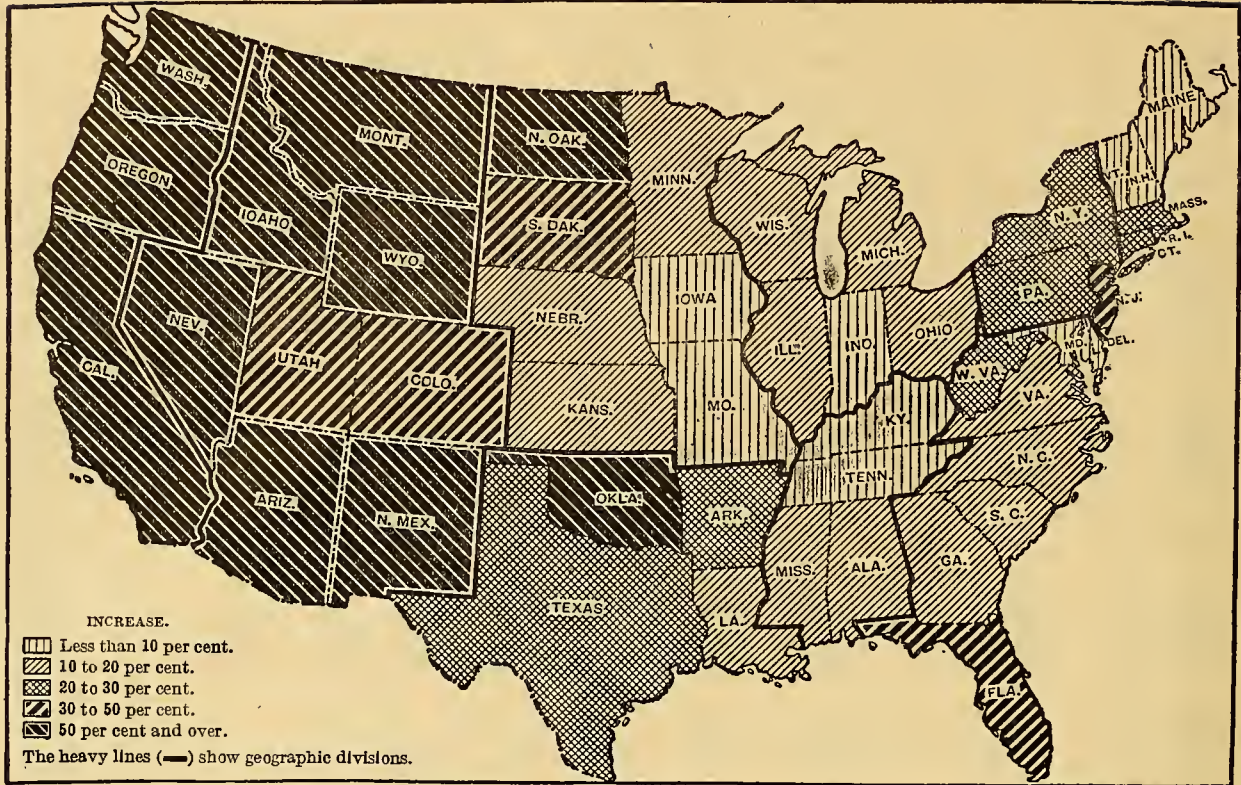 WASH.
MONT.
N. OAK.
MINN.
MAINE
VT.
N.H.
OREGON
IOAHO
WYO.
S. DAK.
WIS.
MICH.
N.Y.
MASS.
R.I.
CT.
NEV.
UTAH
COLO.
NEBR.
IOWA
ILL.
INO.
OHIO
PA.
N.J.
CAL.
KANS.
MO.
KY.
W. VA.
VA.
MD.
DEL.
ARIZ.
N. MEX.
OKLA.
ARK.
TENN.
N. C.
S. C.
TEXAS
LA.
MISS.
ALA.
GA.
FLA.
INCREASE.
Less than 10 per cent.
10 to 20 per cent.
20 to 30 per cent.
30 to 50 per cent.
50 per cent and over.
The heavy lines (━) show geographic divisions.